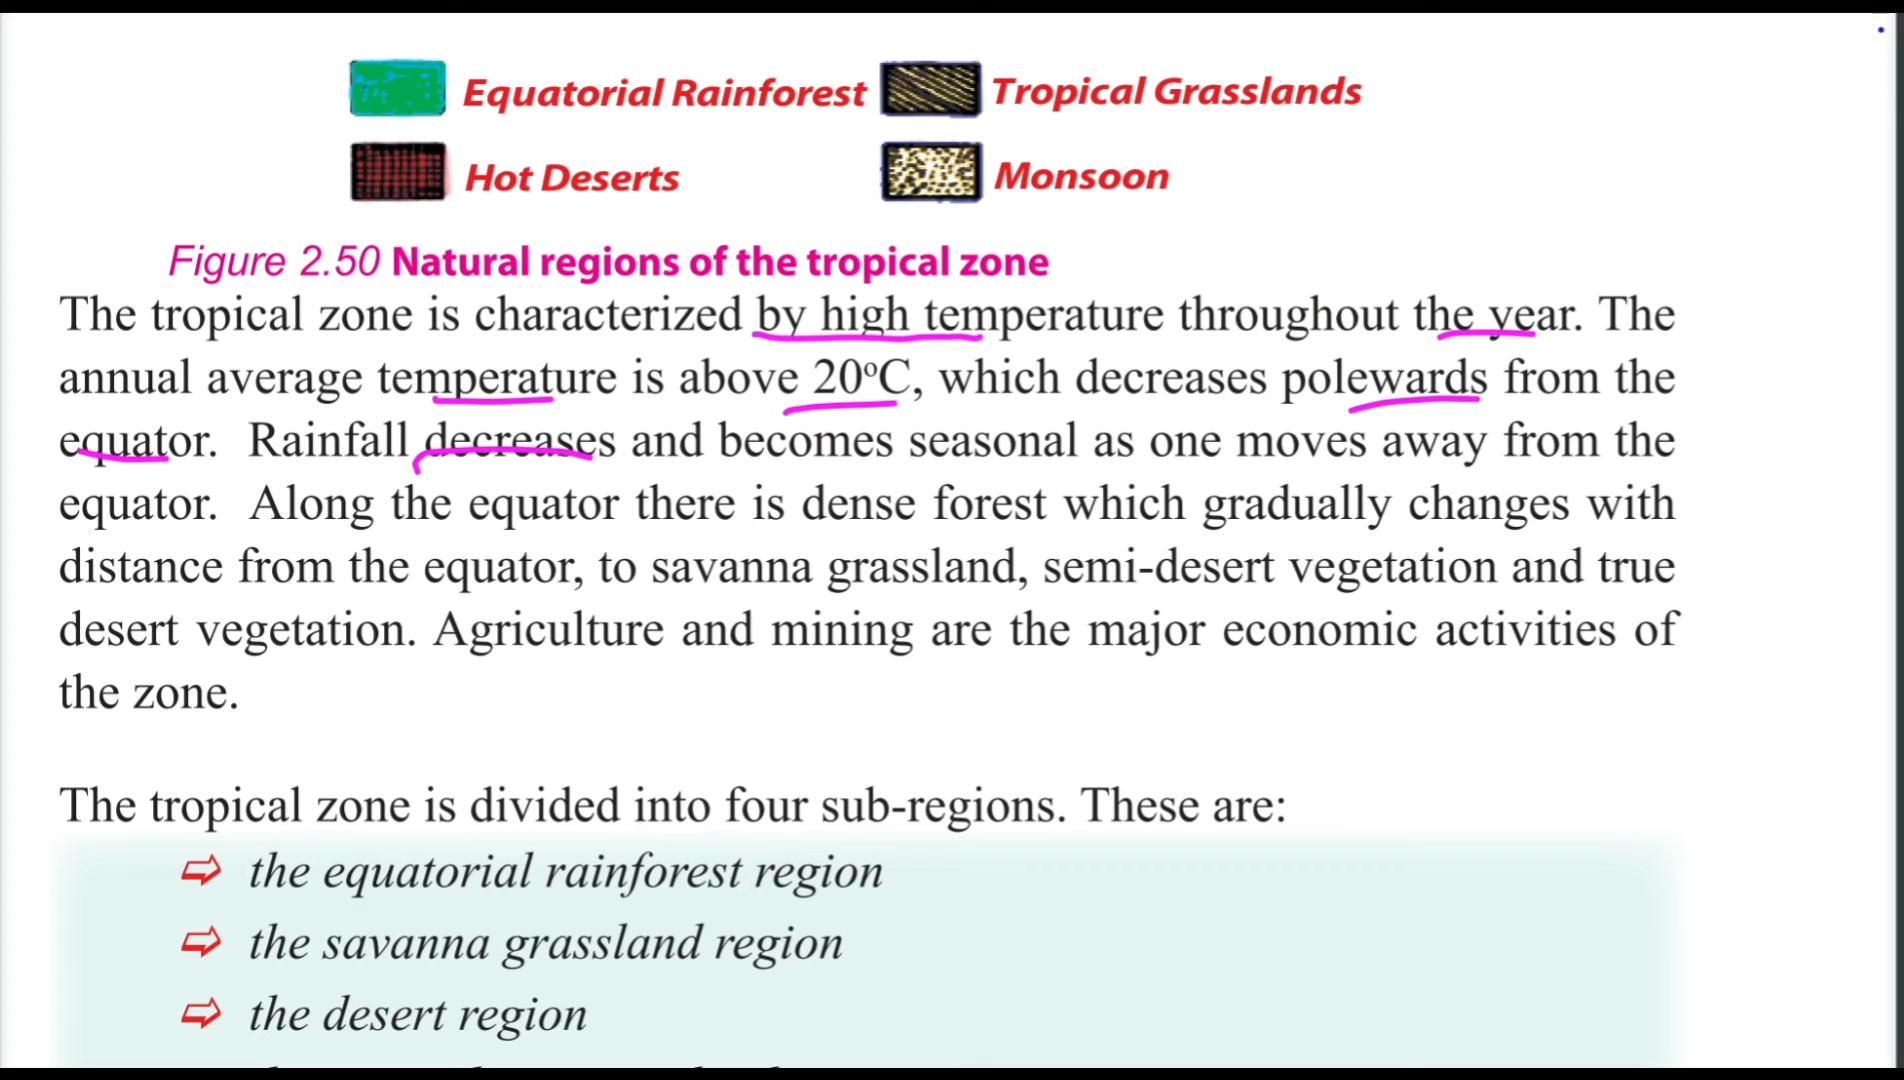 Equatorial Rainforest Tropical Grasslands
Hot Deserts Monsoon
Figure 2.50 Natural regions of the tropical zone
The tropical zone is characterized by high temperature throughout the year. The
annual average temperature is above 20°C, which decreases polewards from the
equator. Rainfall decreases and becomes seasonal as one moves away from the
equator. Along the equator there is dense forest which gradually changes with
distance from the equator, to savanna grassland, semi-desert vegetation and true
desert vegetation. Agriculture and mining are the major economic activities of
the zone.
The tropical zone is divided into four sub-regions. These are:
⇨ the equatorial rainforest region
⇨ the savanna grassland region
⇨ the desert region